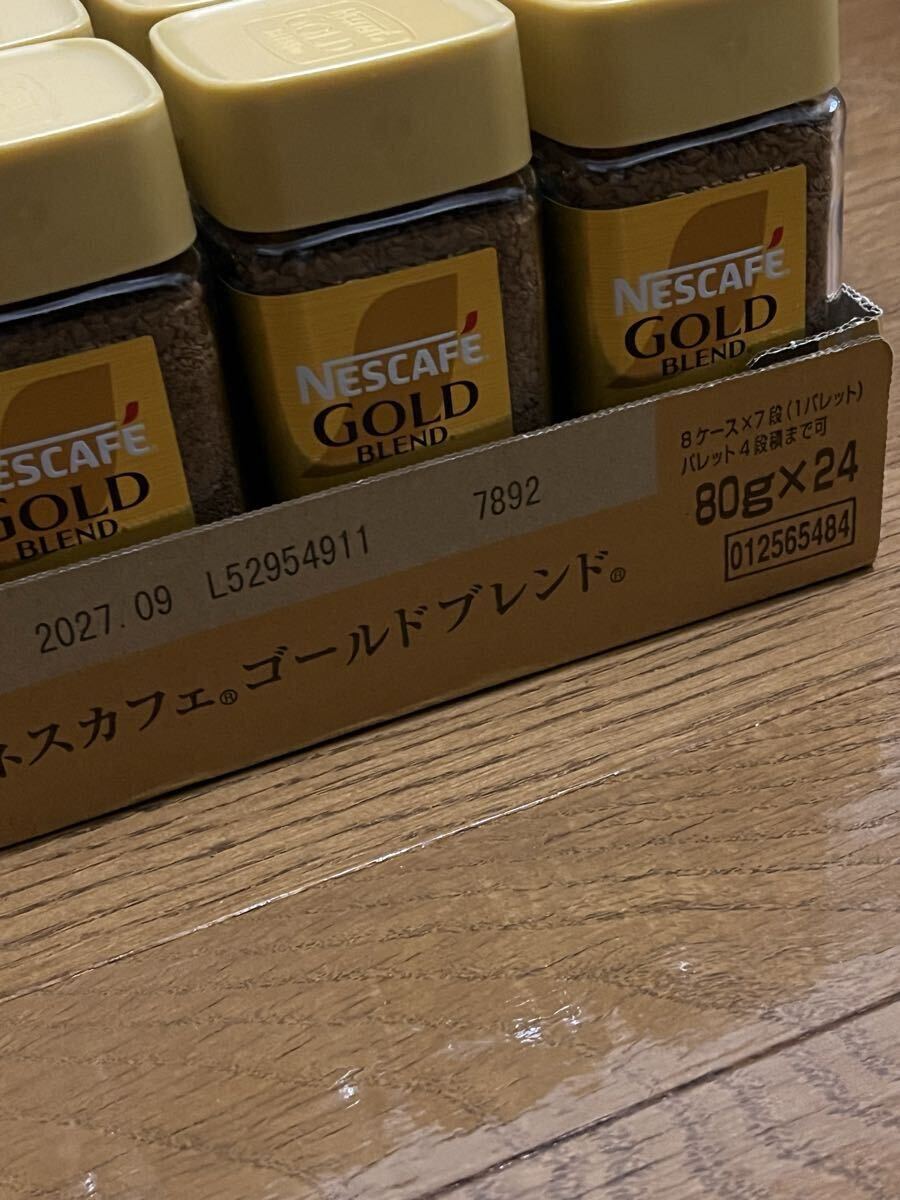 GOLD
NESCAFÉ
GOLD
BLEND
NESCAFÉ
GOLD
BLEND
ESCAFÉ
GOLD
BLEND
8ケース×7段(1パレット)
パレット4段積まで可
80g×24
012565484
2027.09 L52954911 7892
ネスカフェ®ゴールドブレンド®